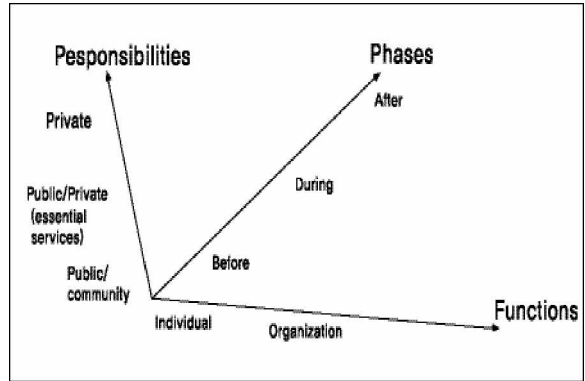 Pesponsibilities
Phases
After
Private
During
Public/Private
(essential
services)
Before
Public/
community
Individual
Organization
Functions